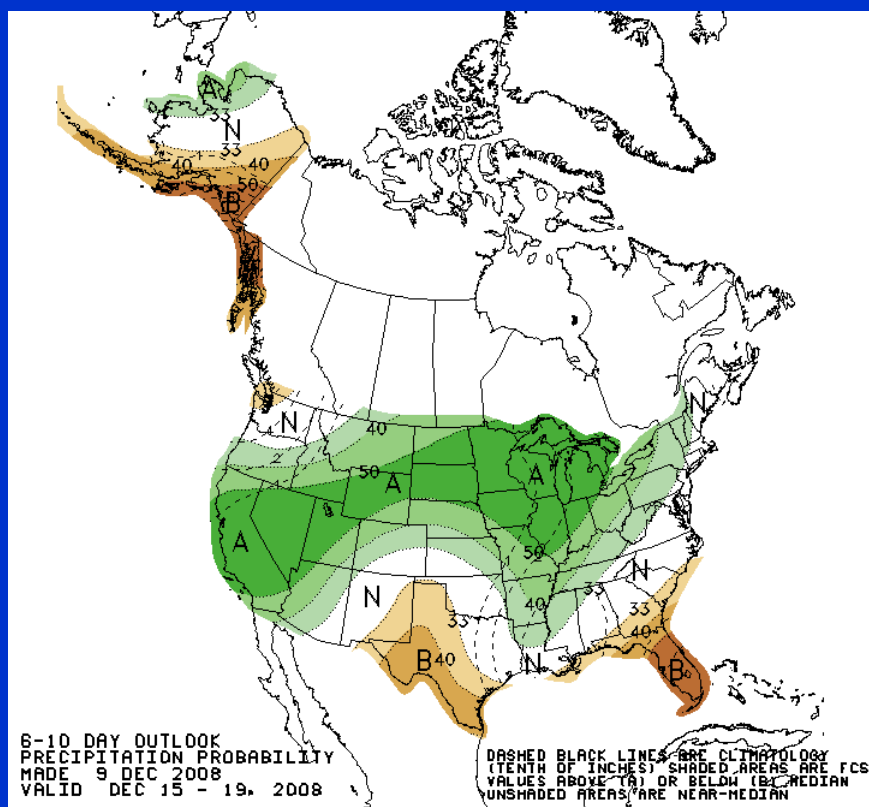 A
33
N
33
40 40
50
B
N
40
50
A
A
A
N
50
40
N
33
33
N
33
40
B 40
N
B
6-10 DAY OUTLOOK
PRECIPITATION PROBABILITY
MADE 9 DEC 2008
VALID DEC 15 - 19, 2008
DASHED BLACK LINES ARE CLIMATOLOGY
(TENTH OF INCHES) SHADED AREAS ARE FCS
VALUES ABOVE (A) OR BELOW (B) MEDIAN
UNSHADED AREAS ARE NEAR-MEDIAN